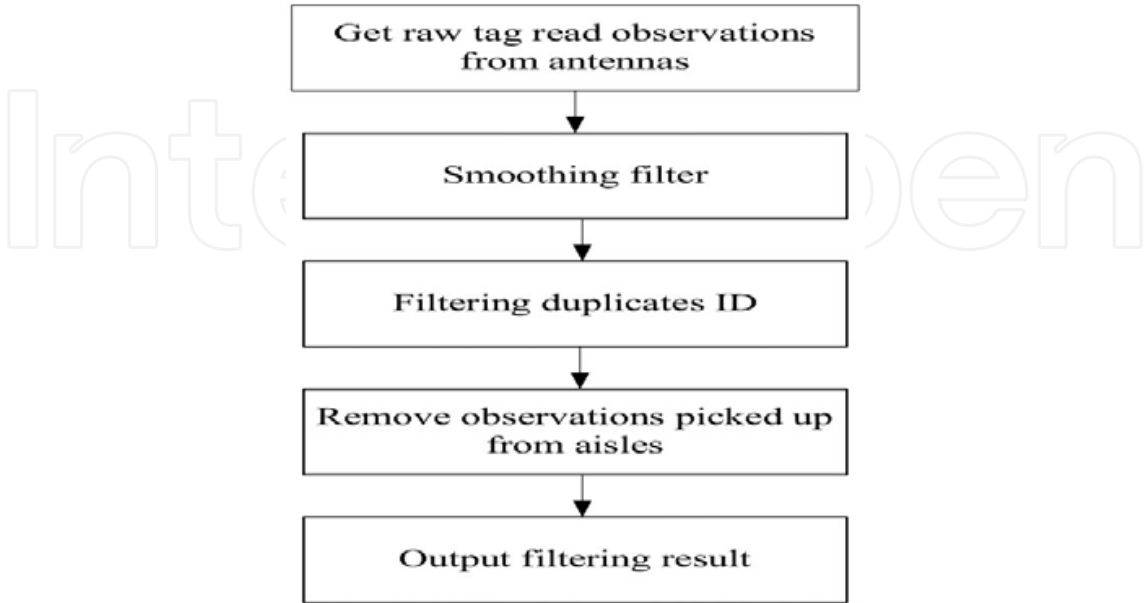 Get raw tag read observations
from antennas
Smoothing filter
Filtering duplicates ID
Remove observations picked up
from aisles
Output filtering result